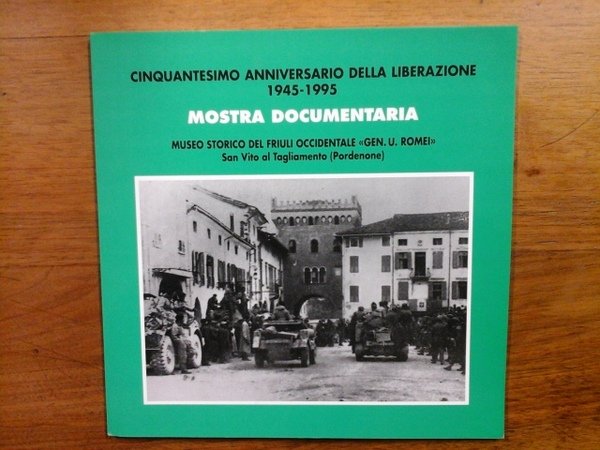 CINQUANTESIMO ANNIVERSARIO DELLA LIBERAZIONE
1945-1995
MOSTRA DOCUMENTARIA
MUSEO STORICO DEL FRIULI OCCIDENTALE «GEN. U. ROMEI»
San Vito al Tagliamento (Pordenone)